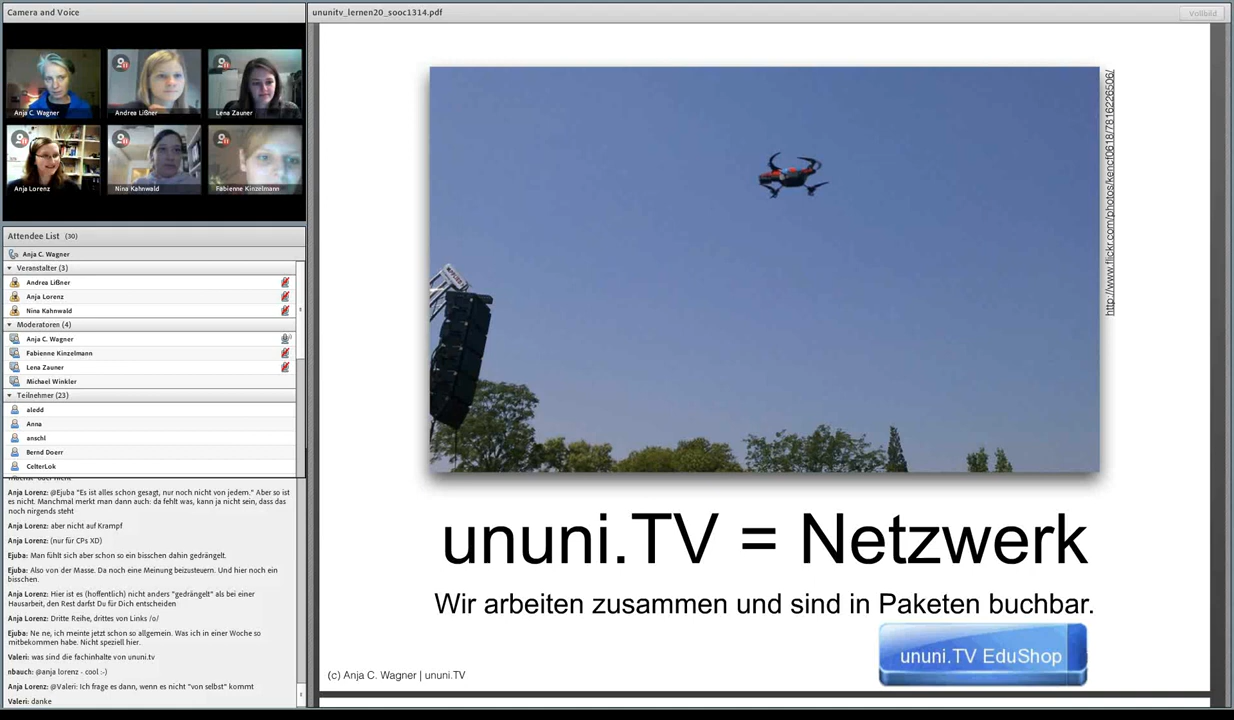 Camera and Voice
Anja C. Wagner
Andrea Lißner
Lena Zauner
Anja Lorenz
Nina Kahnwald
Fabienne Kinzelmann
Attendee List (30)
Anja C. Wagner
Veranstalter (3)
Andrea Lißner
Anja Lorenz
Nina Kahnwald
Moderatoren (4)
Anja C. Wagner
Fabienne Kinzelmann
Lena Zauner
Michael Winkler
Teilnehmer (23)
aledd
Anna
anschl
Bernd Doerr
CelterLok
Anja Lorenz: @Ejuba "Es ist alles schon gesagt, nur noch nicht von jedem." Aber so ist
es nicht. Manchmal merkt man dann auch: da fehlt was, kann ja nicht sein, dass das
noch nirgends steht
Anja Lorenz: aber nicht auf Krampf
Anja Lorenz: (nur für CPs XD)
Ejuba: Man fühlt sich aber schon so ein bisschen dahin gedrängelt.
Ejuba: Also von der Masse. Da noch eine Meinung beizusteuern. Und hier noch ein
bisschen.
Anja Lorenz: Hier ist es (hoffentlich) nicht anders "gedrängelt" als bei einer
Hausarbeit, den Rest darfst Du für Dich entscheiden
Anja Lorenz: Dritte Reihe, drittes von Links /o/
Ejuba: Ne ne, ich meinte jetzt schon so allgemein. Was ich in einer Woche so
mitbekommen habe. Nicht speziell hier.
Valeri: was sind die fachinhalte von ununi.tv
nbauch: @anja lorenz - cool :-)
Anja Lorenz: @Valeri: Ich frage es dann, wenn es nicht "von selbst" kommt
Valeri: danke
ununitv_lernen20_sooc1314.pdf
Vollbild
http://www.flickr.com/photos/kencf0618/7816226506/
ununi.TV = Netzwerk
Wir arbeiten zusammen und sind in Paketen buchbar.
ununi.TV EduShop
(c) Anja C. Wagner | ununi.TV